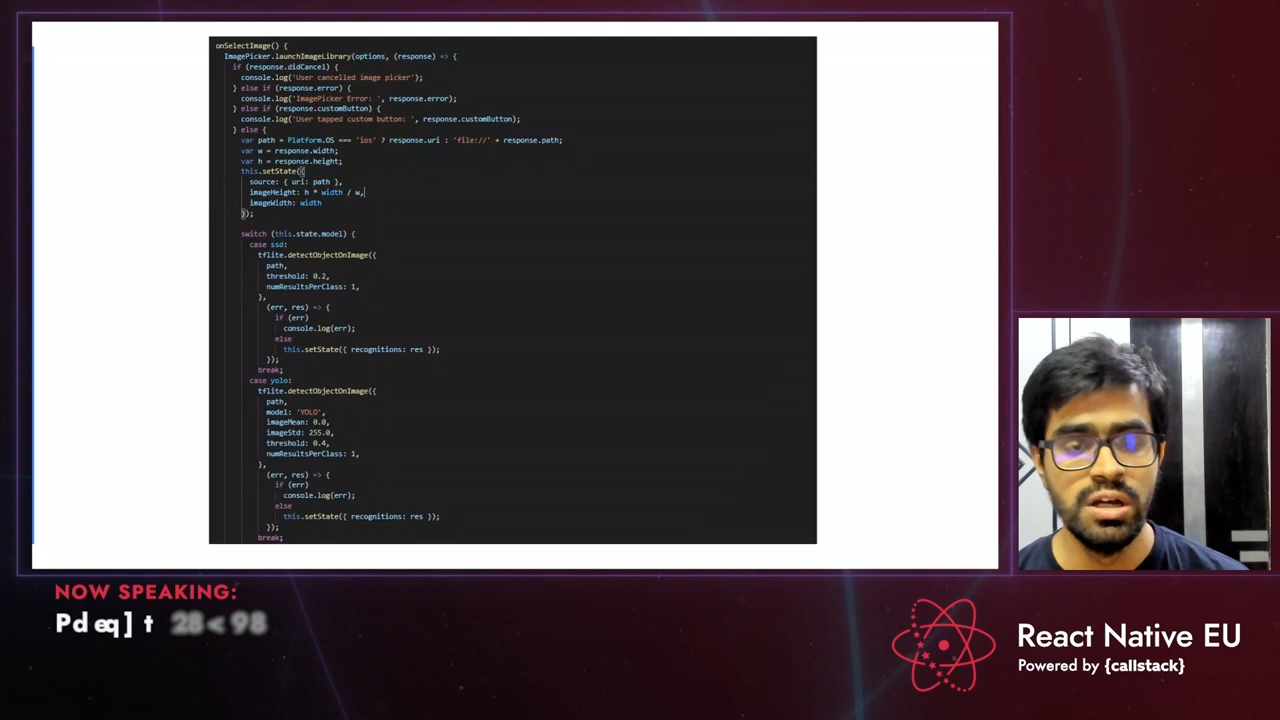 onSelectImage() {
ImagePicker.launchImageLibrary(options, (response) => {
if (response.didCancel) {
console.log('User cancelled image picker');
} else if (response.error) {
console.log('ImagePicker Error: ', response.error);
} else if (response.customButton) {
console.log('User tapped custom button: ', response.customButton);
} else {
var path = Platform.OS === 'ios' ? response.uri : 'file://' + response.path;
var w = response.width;
var h = response.height;
this.setState({
source: { uri: path },
imageHeight: h * width / w,
imageWidth: width
});
switch (this.state.model) {
case ssd:
tflite.detectObjectOnImage({
path,
threshold: 0.2,
numResultsPerClass: 1,
},
(err, res) => {
if (err)
console.log(err);
else
this.setState({ recognitions: res });
});
break;
case yolo:
tflite.detectObjectOnImage({
path,
model: 'YOLO',
imageMean: 0.0,
imageStd: 255.0,
threshold: 0.4,
numResultsPerClass: 1,
},
(err, res) => {
if (err)
console.log(err);
else
this.setState({ recognitions: res });
});
break;
NOW SPEAKING:
React Native EU
Powered by {callstack}